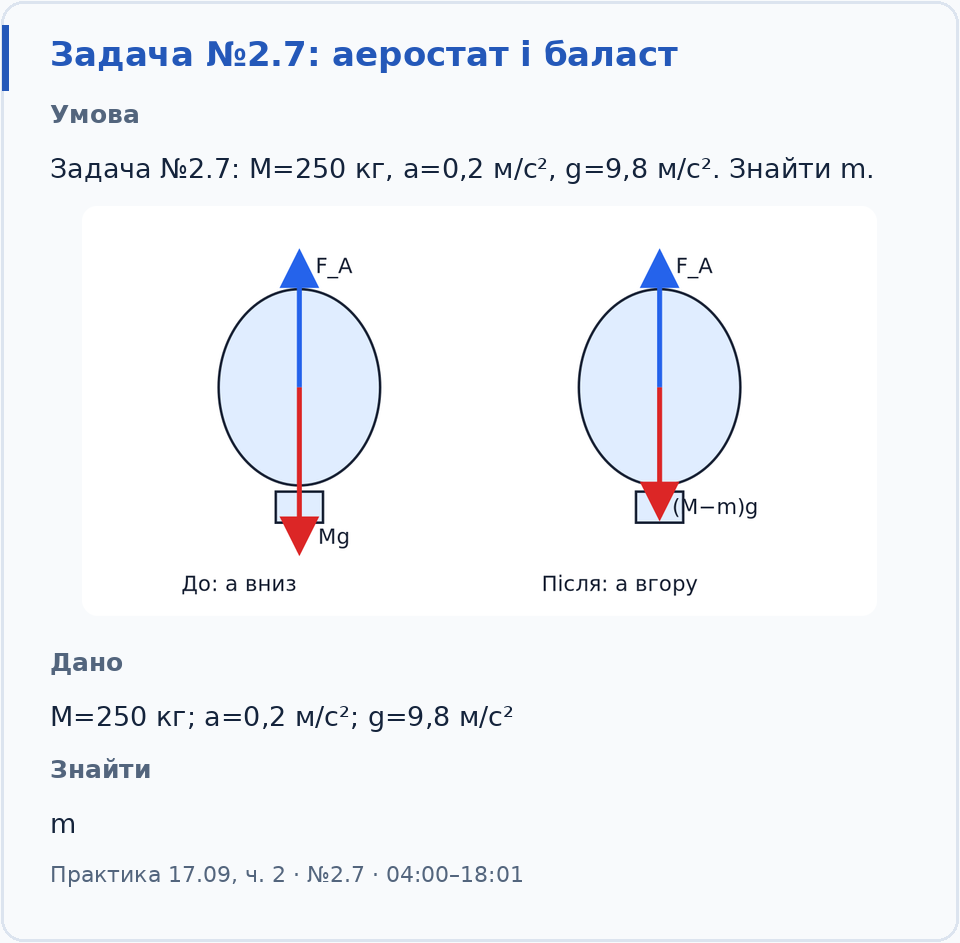 Задача №2.7: аеростат і баласт
Умова
Задача №2.7: M=250 кг, a=0,2 м/с², g=9,8 м/с². Знайти m.
F_A
F_A
(M−m)g
Mg
До: a вниз
Після: a вгору
Дано
M=250 кг; a=0,2 м/с²; g=9,8 м/с²
Знайти
m
Практика 17.09, ч. 2 · №2.7 · 04:00–18:01